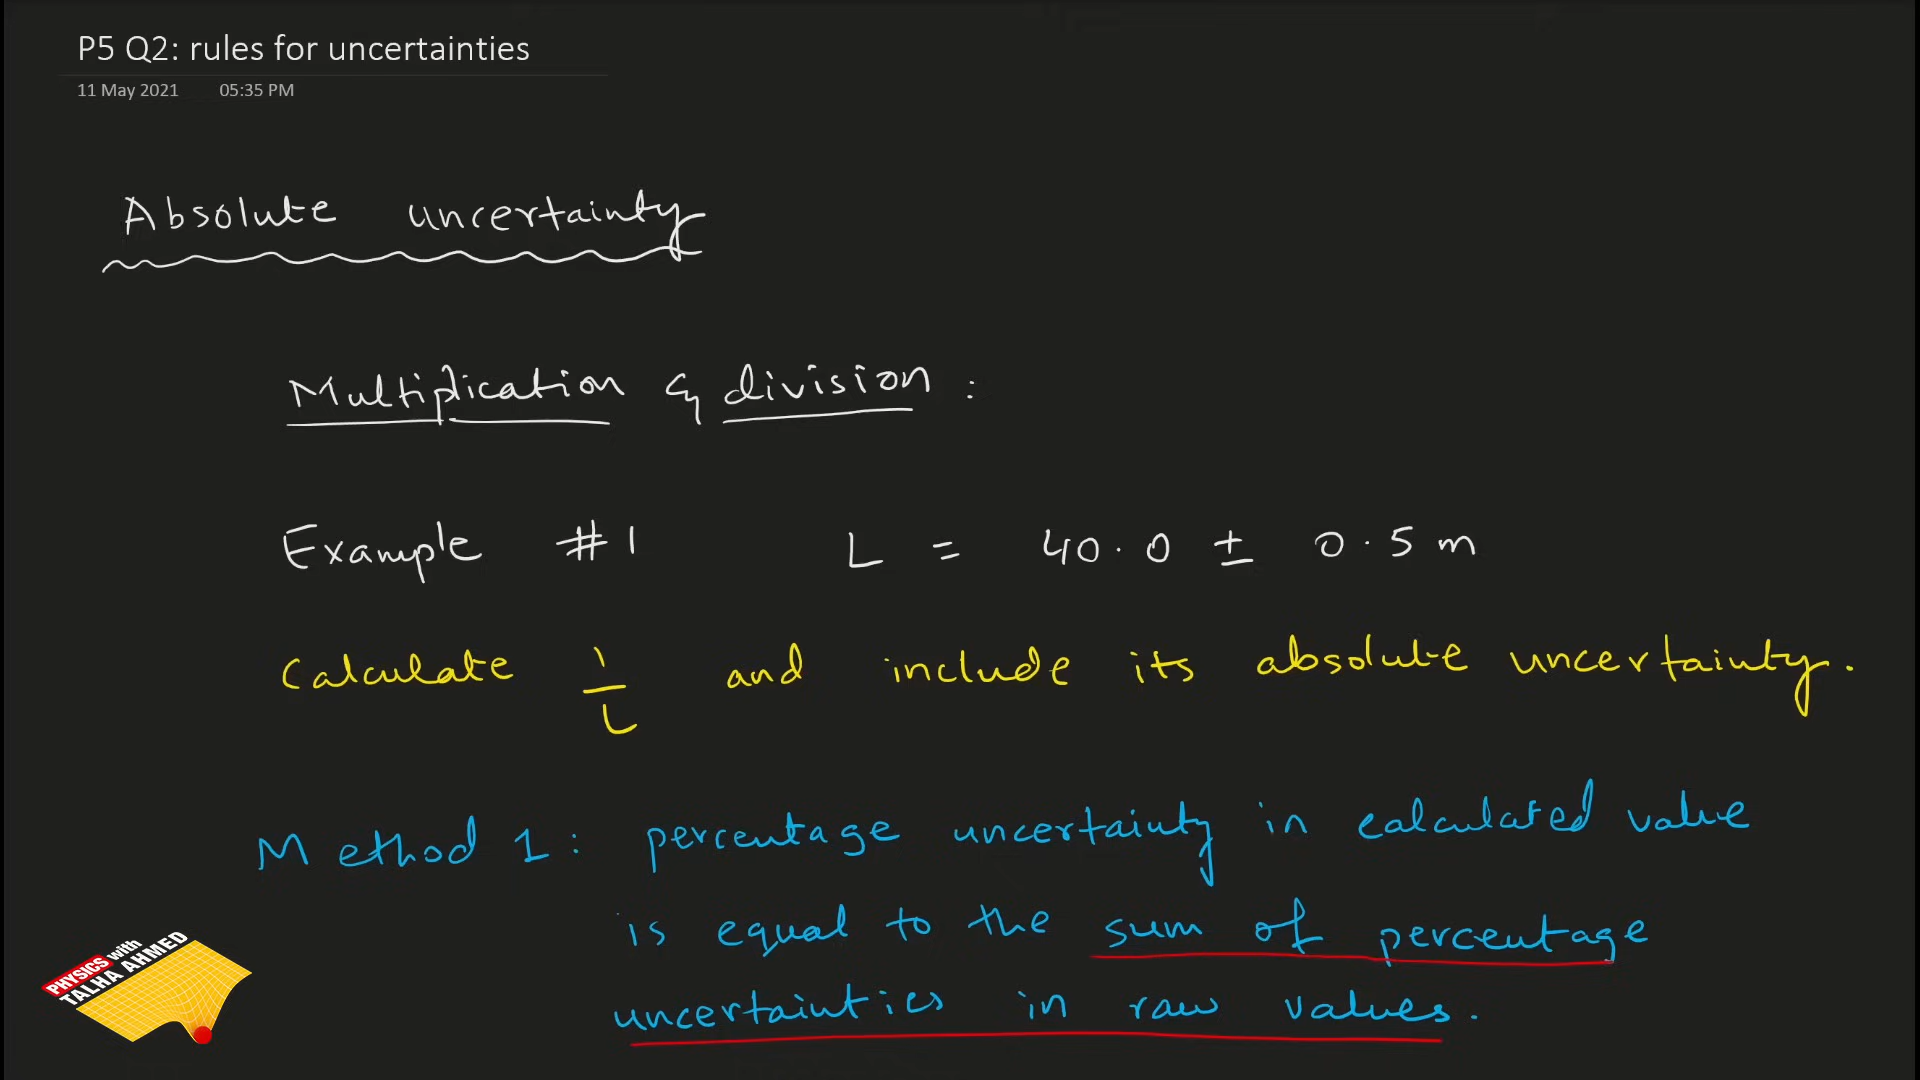 P5 Q2: rules for uncertainties
11 May 2021 05:35 PM
Absolute uncertainty
Multiplication & division :
Example #1 L = 40.0 ± 0.5 m
Calculate 1/L and include its absolute uncertainty.
Method 1 : percentage uncertainty in calculated value
is equal to the sum of percentage
uncertainties in raw values.
PHYSICS with
TALHA AHMED